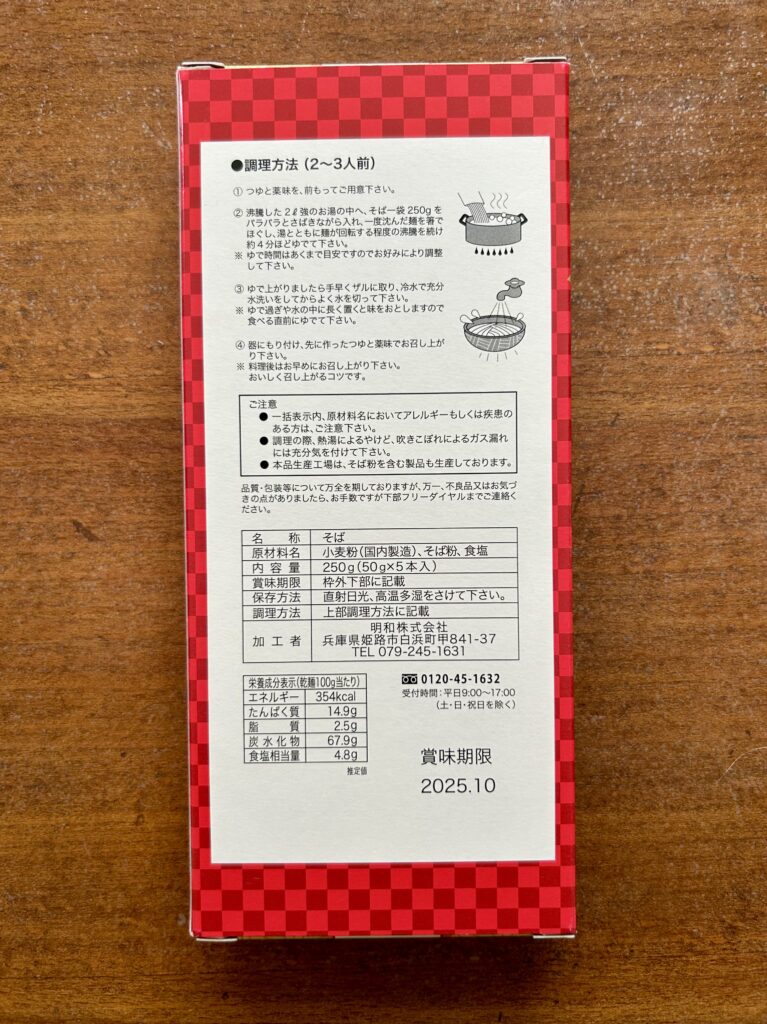 ●調理方法（2〜3人前）
① つゆと薬味を、前もってご用意下さい。
② 沸騰した2ℓ強のお湯の中へ、そば一袋250gを
パラパラとさばきながら入れ、一度沈んだ麺を箸で
ほぐし、湯とともに麺が回転する程度の沸騰を続け
約4分ほどゆでて下さい。
※ ゆで時間はあくまで目安ですのでお好みにより調整
して下さい。
③ ゆで上がりましたら手早くザルに取り、冷水で充分
水洗いをしてからよく水を切って下さい。
※ ゆで過ぎや水の中に長く置くと味をおとしますので
食べる直前にゆでて下さい。
④ 器にもり付け、先に作ったつゆと薬味でお召し上が
り下さい。
※ 料理後はお早めにお召し上がり下さい。
おいしく召し上がるコツです。
ご注意
● 一括表示内、原材料名においてアレルギーもしくは疾患の
ある方は、ご注意下さい。
● 調理の際、熱湯によるやけど、吹きこぼれによるガス漏れ
には充分気を付けて下さい。
● 本品生産工場は、そば粉を含む製品も生産しております。
品質・包装等について万全を期しておりますが、万一、不良品又はお気づ
きの点がありましたら、お手数ですが下部フリーダイヤルまでご連絡く
ださい。
名称 そば
原材料名 小麦粉（国内製造）、そば粉、食塩
内容量 250g（50g×5本入）
賞味期限 枠外下部に記載
保存方法 直射日光、高温多湿をさけて下さい。
調理方法 上部調理方法に記載
加工者 明和株式会社
兵庫県姫路市白浜町甲841-37
TEL 079-245-1631
栄養成分表示（乾麺100g当たり）
エネルギー 354kcal
たんぱく質 14.9g
脂質 2.5g
炭水化物 67.9g
食塩相当量 4.8g
推定値
0120-45-1632
受付時間：平日9:00〜17:00
（土・日・祝日を除く）
賞味期限
2025.10